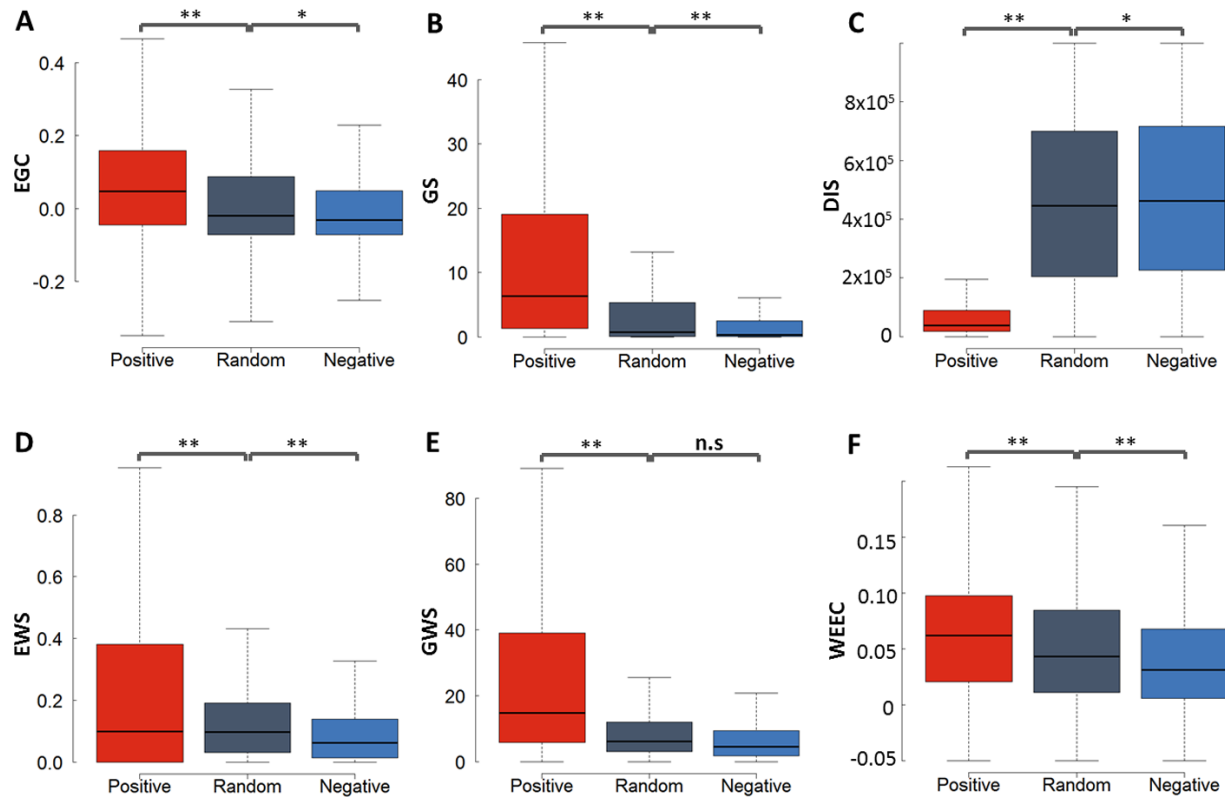 A
** *
EGC
0.4
0.2
0.0
-0.2
Positive Random Negative
B
** **
GS
40
30
20
10
0
Positive Random Negative
C
** *
DIS
8x10⁵
6x10⁵
4x10⁵
2x10⁵
0
Positive Random Negative
D
** **
EWS
0.8
0.6
0.4
0.2
0.0
Positive Random Negative
E
** n.s
GWS
80
60
40
20
0
Positive Random Negative
F
** **
WEEC
0.15
0.10
0.05
0
-0.05
Positive Random Negative